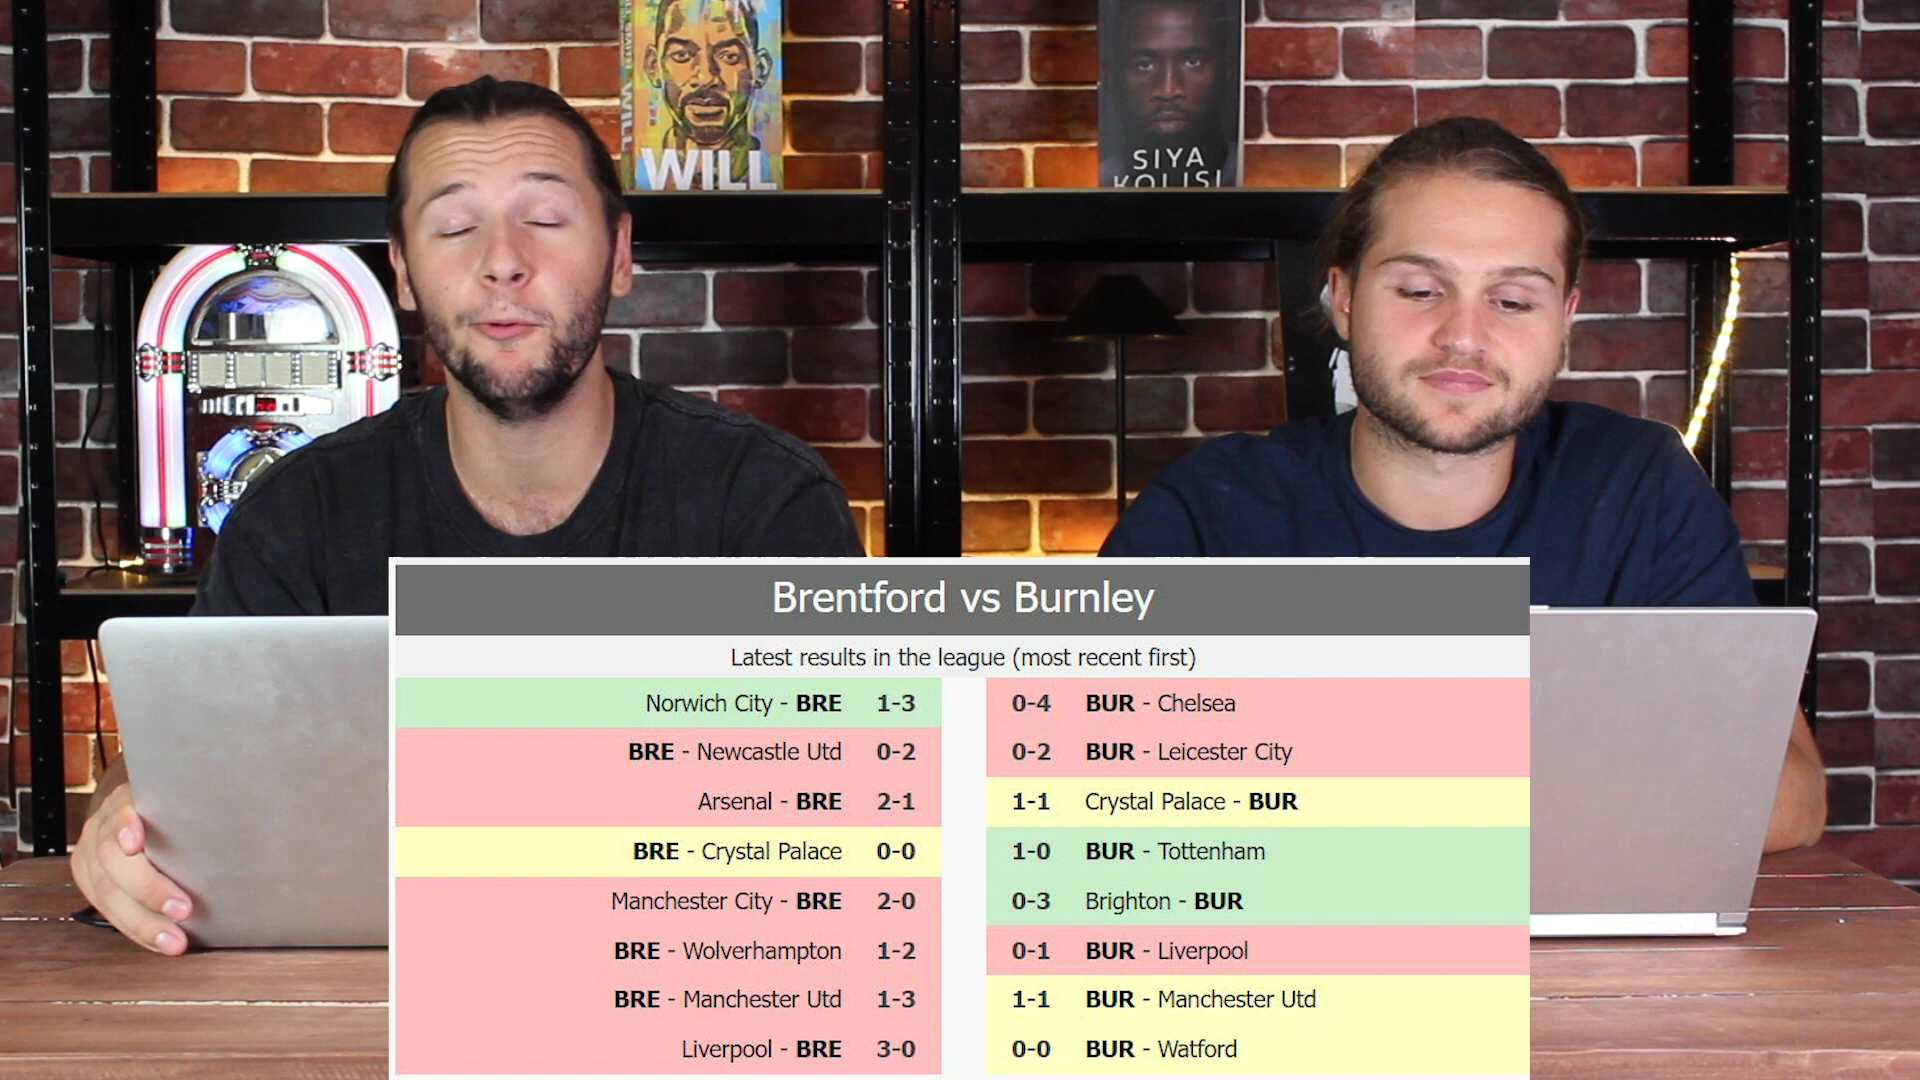 WILL
WILL
SIYA
KOLISI
Brentford vs Burnley
Latest results in the league (most recent first)
Norwich City - BRE 1-3 0-4 BUR - Chelsea
BRE - Newcastle Utd 0-2 0-2 BUR - Leicester City
Arsenal - BRE 2-1 1-1 Crystal Palace - BUR
BRE - Crystal Palace 0-0 1-0 BUR - Tottenham
Manchester City - BRE 2-0 0-3 Brighton - BUR
BRE - Wolverhampton 1-2 0-1 BUR - Liverpool
BRE - Manchester Utd 1-3 1-1 BUR - Manchester Utd
Liverpool - BRE 3-0 0-0 BUR - Watford